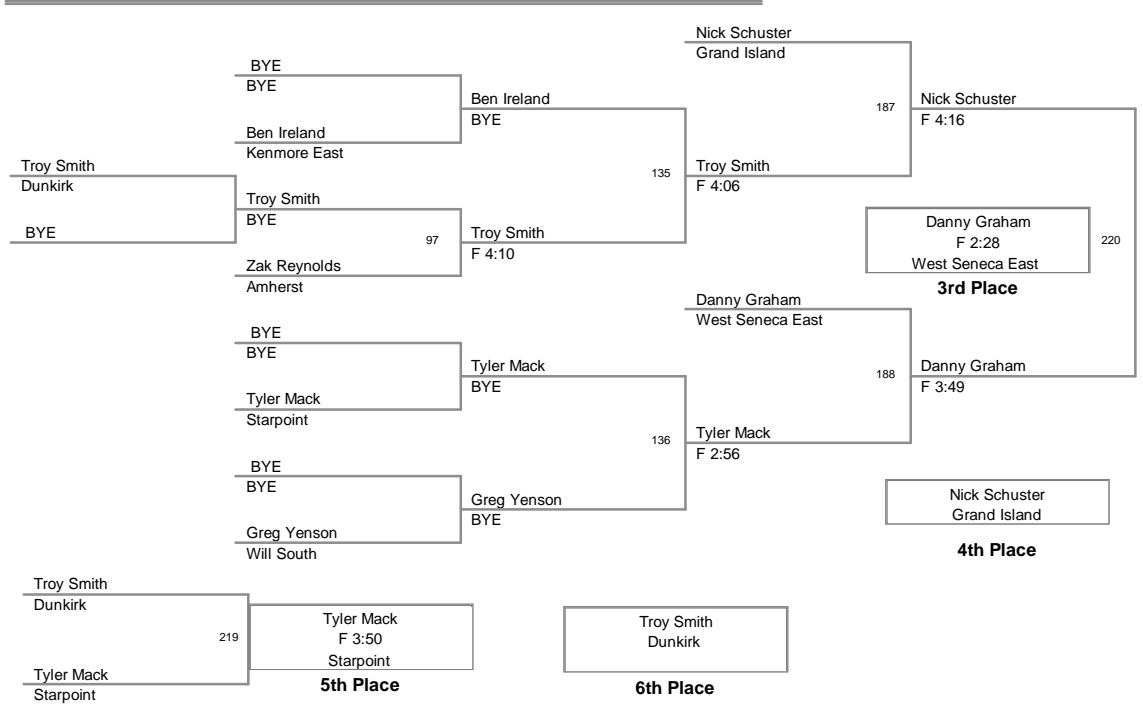 Nick Schuster
Grand Island
BYE
BYE
Ben Ireland
BYE
187
Nick Schuster
F 4:16
Ben Ireland
Kenmore East
Troy Smith
Dunkirk
135
Troy Smith
F 4:06
Troy Smith
BYE
BYE
97
Troy Smith
F 4:10
Danny Graham
F 2:28
West Seneca East
220
3rd Place
Zak Reynolds
Amherst
Danny Graham
West Seneca East
BYE
BYE
Tyler Mack
BYE
188
Danny Graham
F 3:49
Tyler Mack
Starpoint
136
Tyler Mack
F 2:56
BYE
BYE
Greg Yenson
BYE
Nick Schuster
Grand Island
4th Place
Greg Yenson
Will South
Troy Smith
Dunkirk
219
Tyler Mack
F 3:50
Starpoint
5th Place
Troy Smith
Dunkirk
6th Place
Tyler Mack
Starpoint